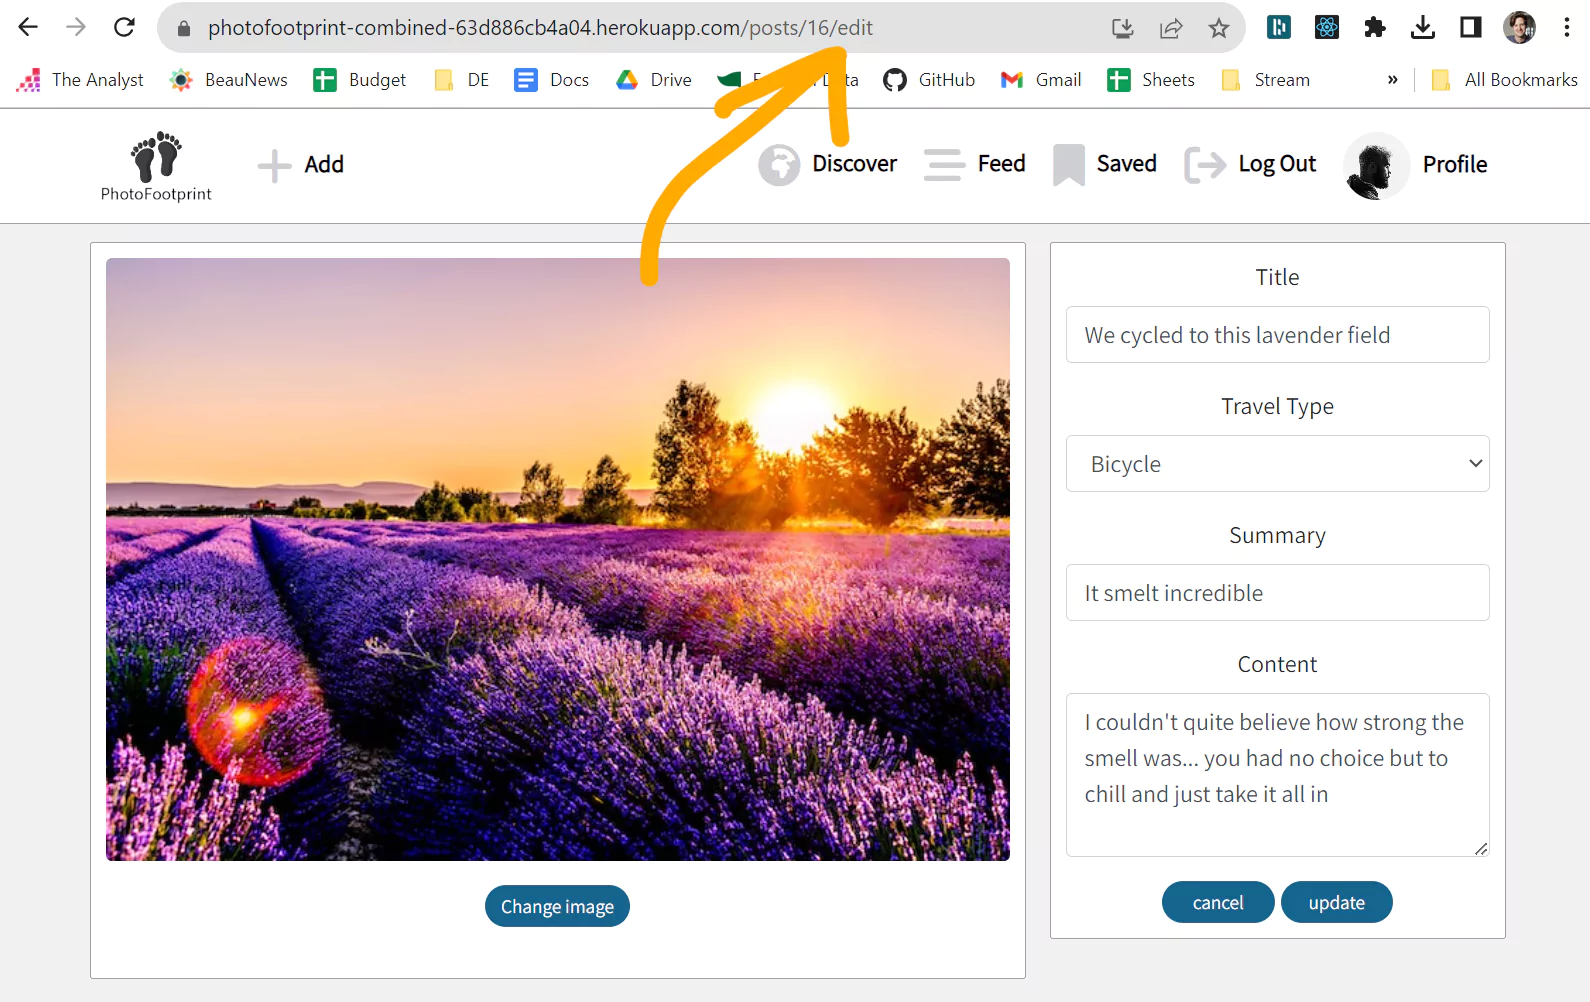 photofootprint-combined-63d886cb4a04.herokuapp.com/posts/16/edit
The Analyst BeauNews Budget DE Docs Drive GitHub Gmail Sheets Stream » All Bookmarks
PhotoFootprint
Add Discover Feed Saved Log Out Profile
Title
We cycled to this lavender field
Travel Type
Bicycle
Summary
It smelt incredible
Content
I couldn't quite believe how strong the
smell was... you had no choice but to
chill and just take it all in
Change image
cancel update